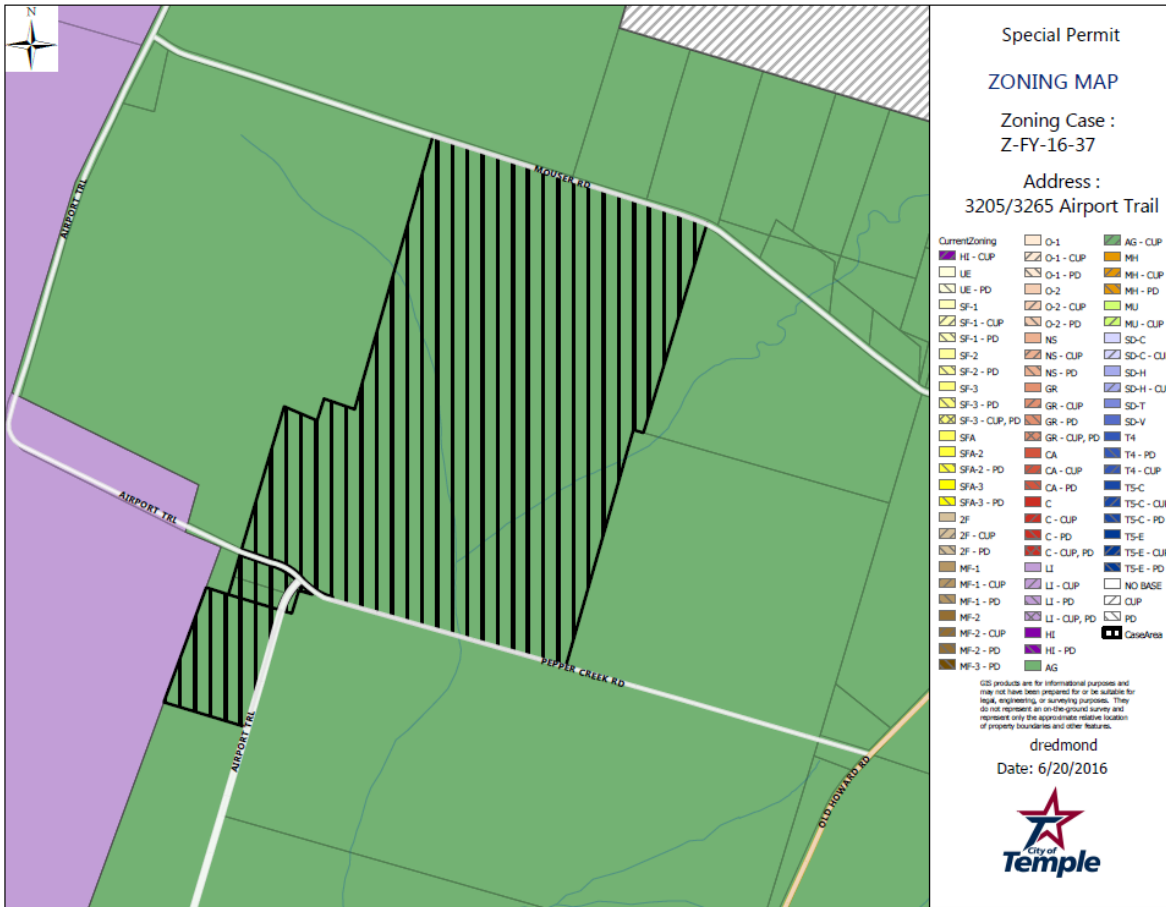 N
MOUSER RD
AIRPORT TRL
AIRPORT TRL
PEPPER CREEK RD
AIRPORT TRL
OLD HOWARD RD
Special Permit
ZONING MAP
Zoning Case :
Z-FY-16-37
Address :
3205/3265 Airport Trail
CurrentZoning
HI - CUP
UE
UE - PD
SF-1
SF-1 - CUP
SF-1 - PD
SF-2
SF-2 - PD
SF-3
SF-3 - PD
SF-3 - CUP, PD
SFA
SFA-2
SFA-2 - PD
SFA-3
SFA-3 - PD
2F
2F - CUP
2F - PD
MF-1
MF-1 - CUP
MF-1 - PD
MF-2
MF-2 - CUP
MF-2 - PD
MF-3 - PD
O-1
O-1 - CUP
O-1 - PD
O-2
O-2 - CUP
O-2 - PD
NS
NS - CUP
NS - PD
GR
GR - CUP
GR - PD
GR - CUP, PD
CA
CA - CUP
CA - PD
C
C - CUP
C - PD
C - CUP, PD
LI
LI - CUP
LI - PD
LI - CUP, PD
HI
HI - PD
AG
AG - CUP
MH
MH - CUP
MH - PD
MU
MU - CUP
SD-C
SD-C - CU
SD-H
SD-H - CU
SD-T
SD-V
T4
T4 - PD
T4 - CUP
T5-C
T5-C - CU
T5-C - PD
T5-E
T5-E - CU
T5-E - PD
NO BASE
CUP
PD
CaseArea
GIS products are for informational purposes and
may not have been prepared for or be suitable for
legal, engineering, or surveying purposes. They
do not represent an on-the-ground survey and
represent only the approximate relative location
of property boundaries and other features.
dredmond
Date: 6/20/2016
City of
Temple